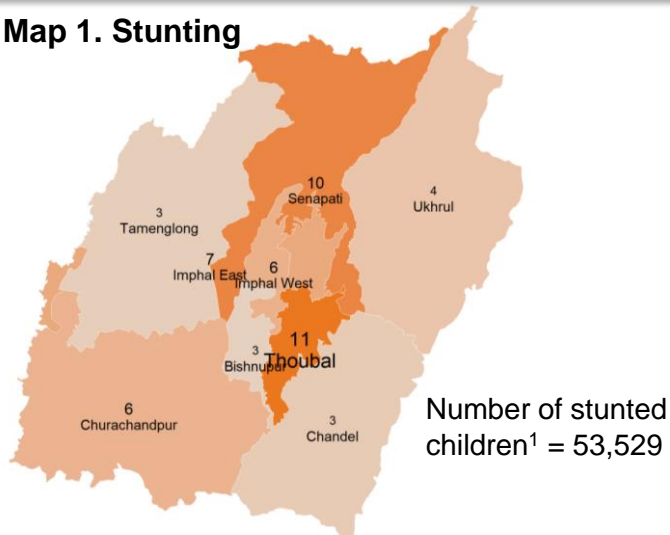 Map 1. Stunting
10
Senapati
4
Ukhrul
3
Tamenglong
7
Imphal East
6
Imphal West
11
Thoubal
3
Bishnupur
6
Churachandpur
3
Chandel
Number of stunted
children¹ = 53,529